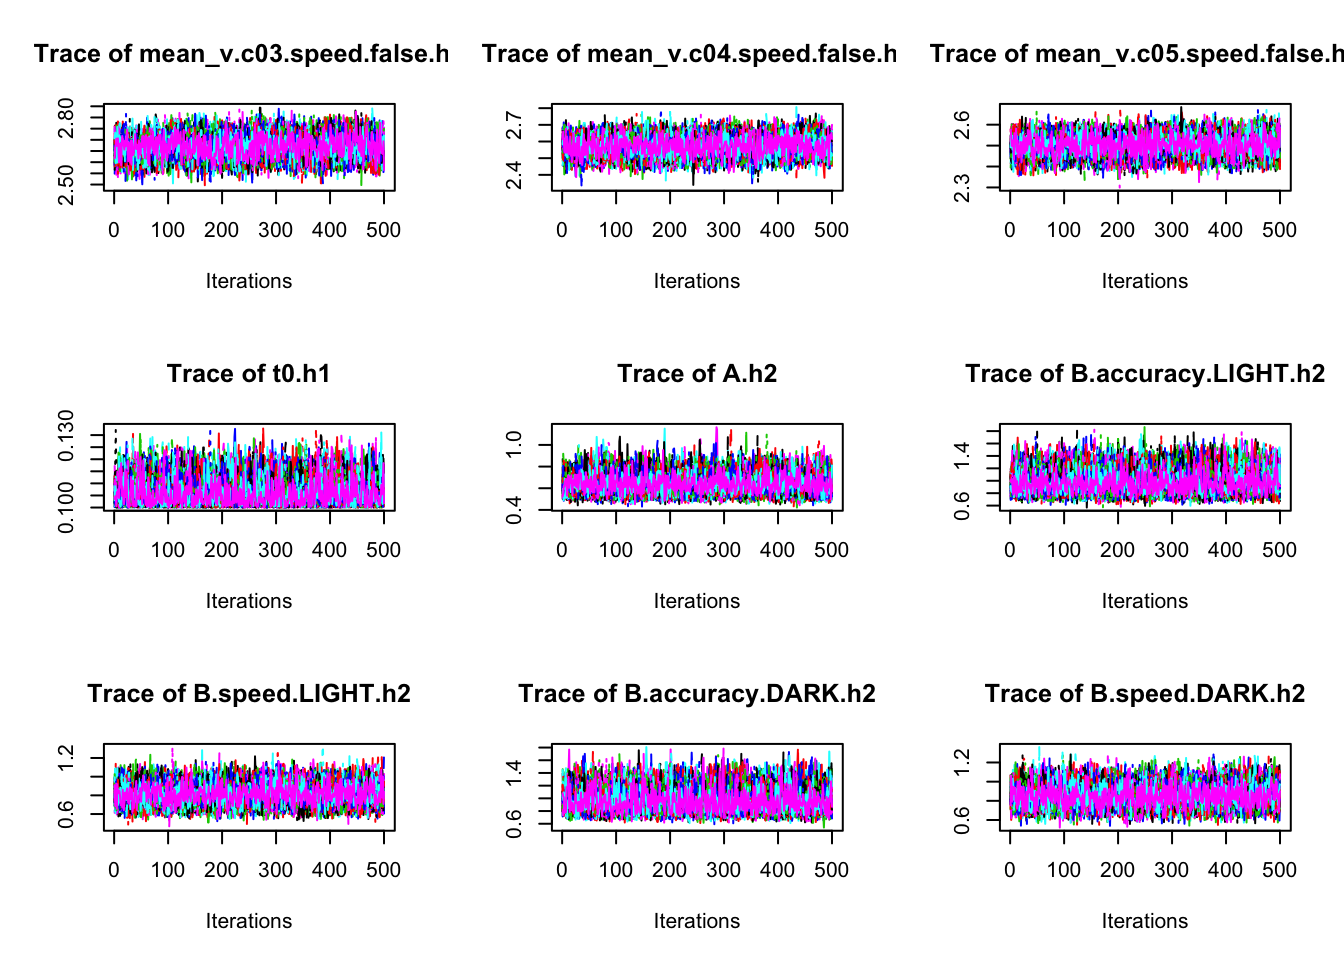 Trace of mean_v.c03.speed.false.h
Trace of mean_v.c04.speed.false.h
Trace of mean_v.c05.speed.false.h
2.50 2.80
0 100 200 300 400 500
Iterations
2.4 2.7
0 100 200 300 400 500
Iterations
2.3 2.6
0 100 200 300 400 500
Iterations
Trace of t0.h1
Trace of A.h2
Trace of B.accuracy.LIGHT.h2
0.100 0.130
0 100 200 300 400 500
Iterations
0.4 1.0
0 100 200 300 400 500
Iterations
0.6 1.4
0 100 200 300 400 500
Iterations
Trace of B.speed.LIGHT.h2
Trace of B.accuracy.DARK.h2
Trace of B.speed.DARK.h2
0.6 1.2
0 100 200 300 400 500
Iterations
0.6 1.4
0 100 200 300 400 500
Iterations
0.6 1.2
0 100 200 300 400 500
Iterations